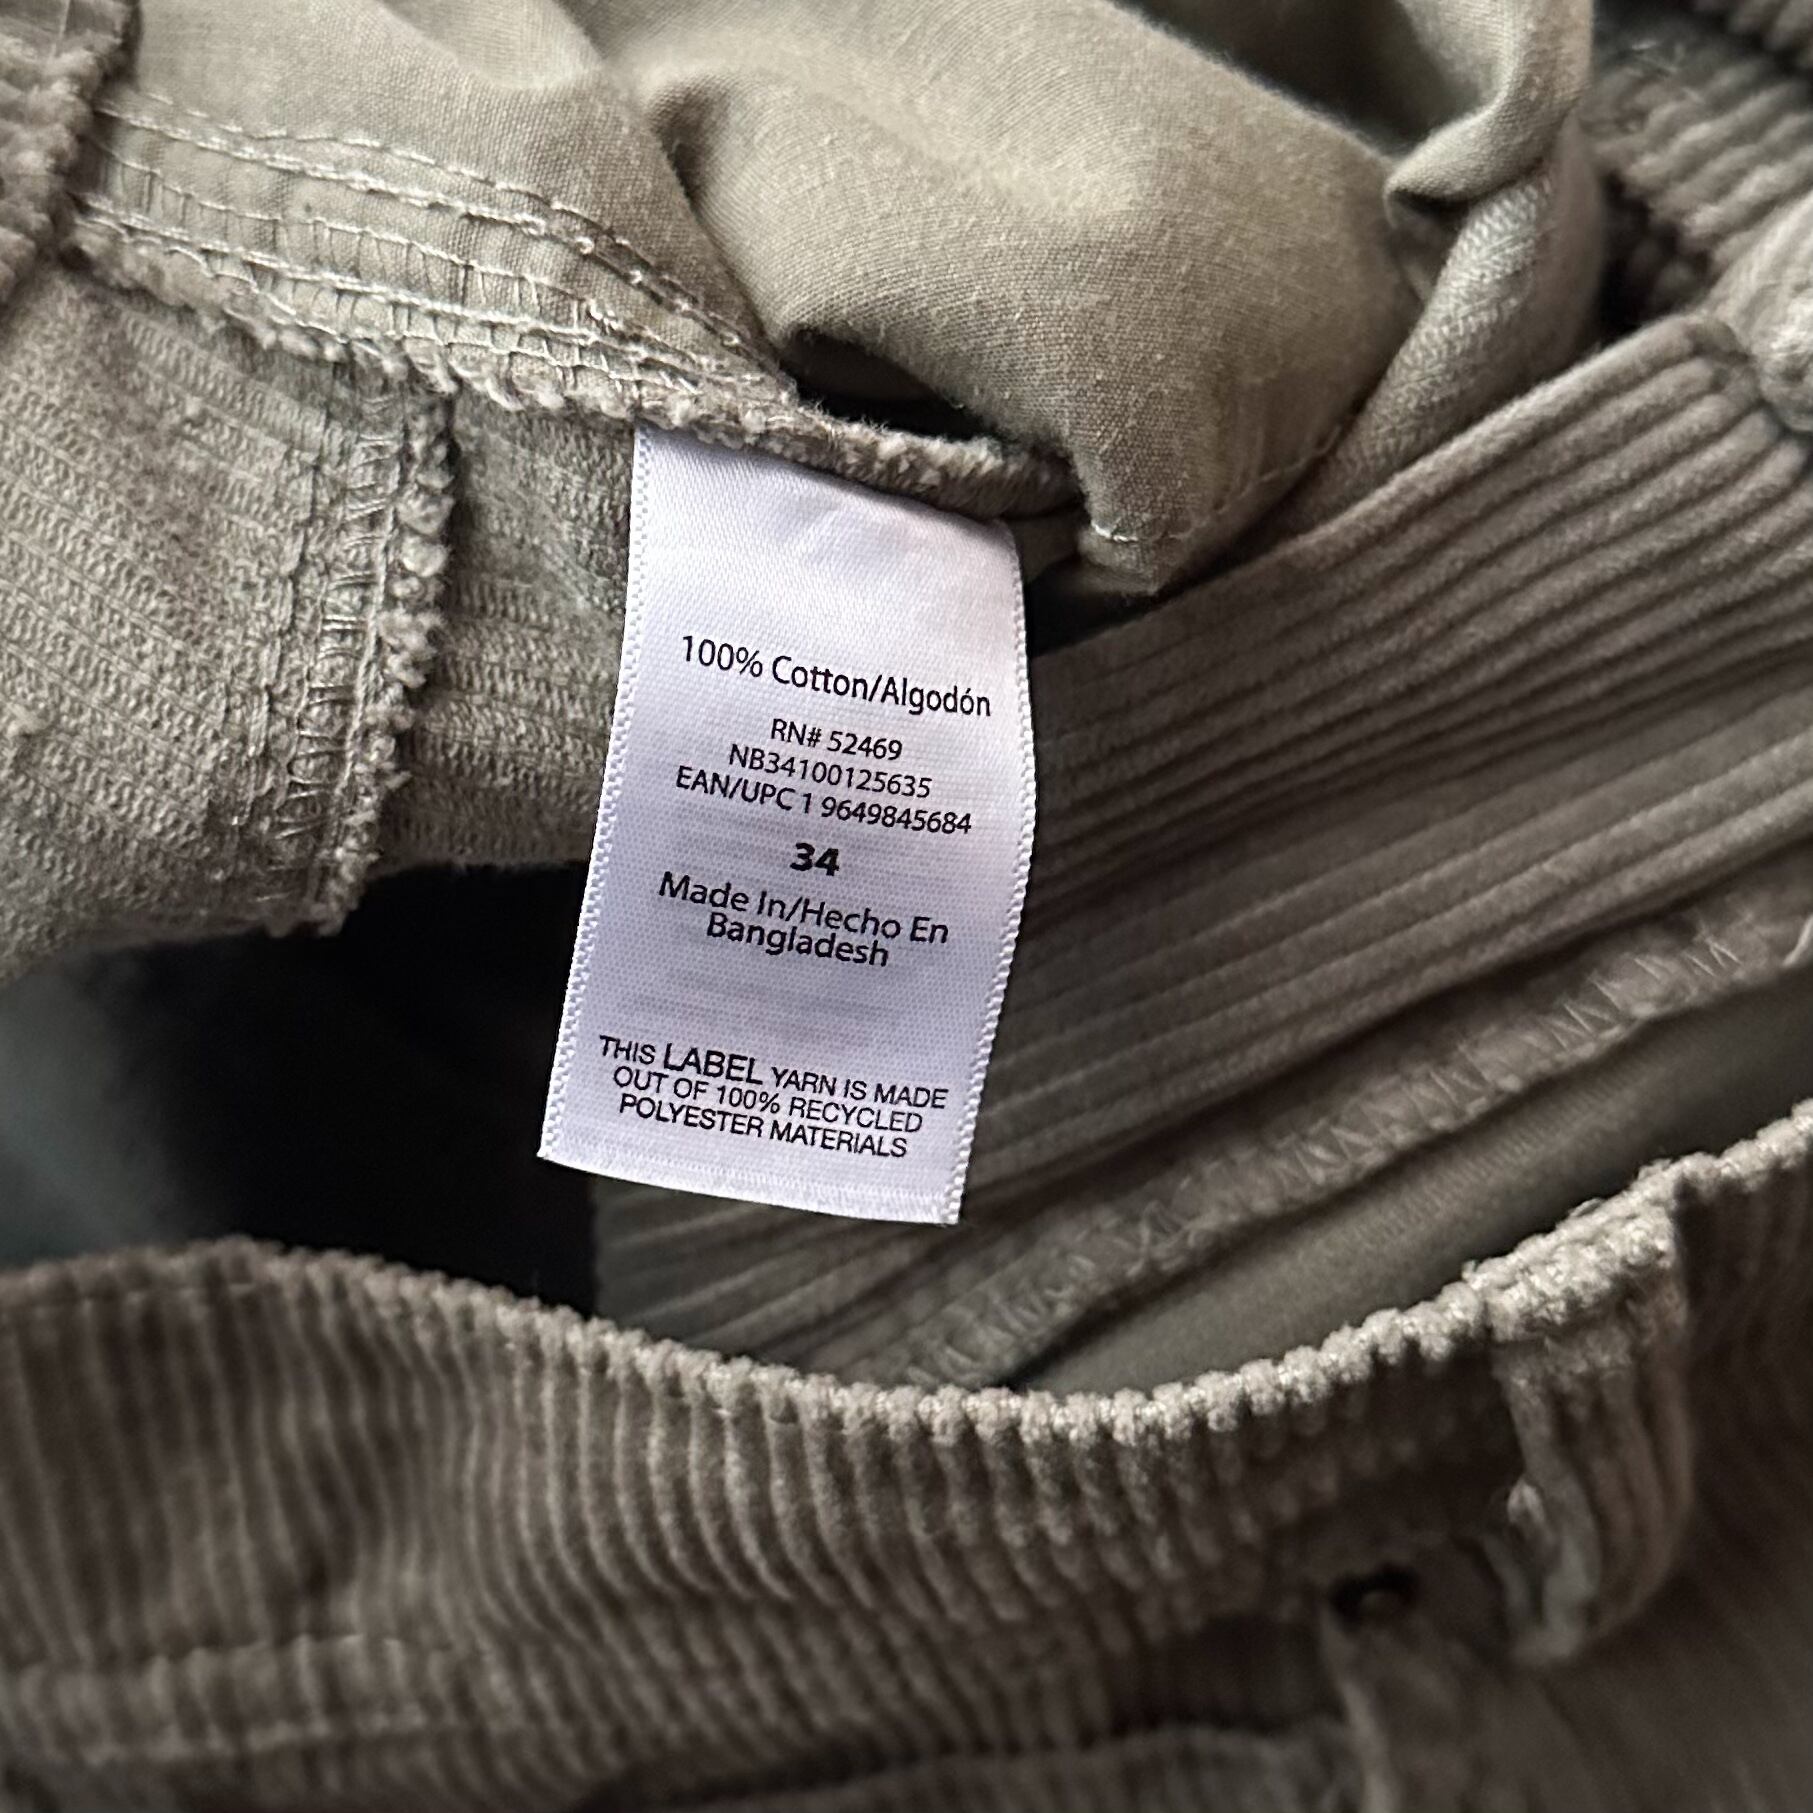 100% Cotton/Algodón
RN# 52469
NB34100125635
EAN/UPC 1 9649845684
34
Made In/Hecho En
Bangladesh
THIS LABEL YARN IS MADE
OUT OF 100% RECYCLED
POLYESTER MATERIALS